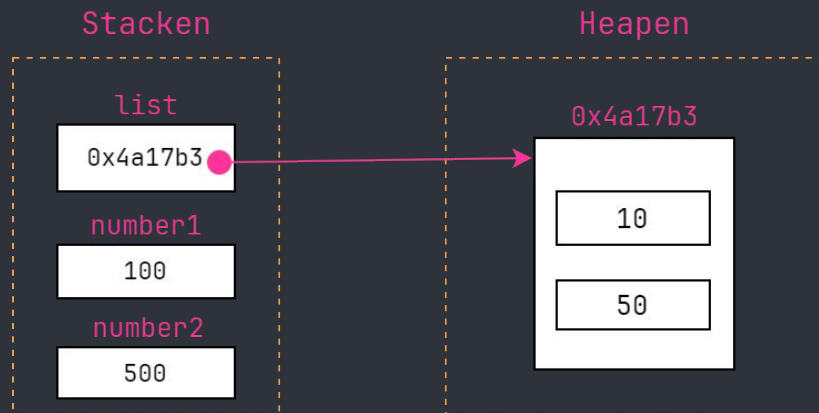 Stacken
list
0x4a17b3
number1
100
number2
500
Heapen
0x4a17b3
10
50